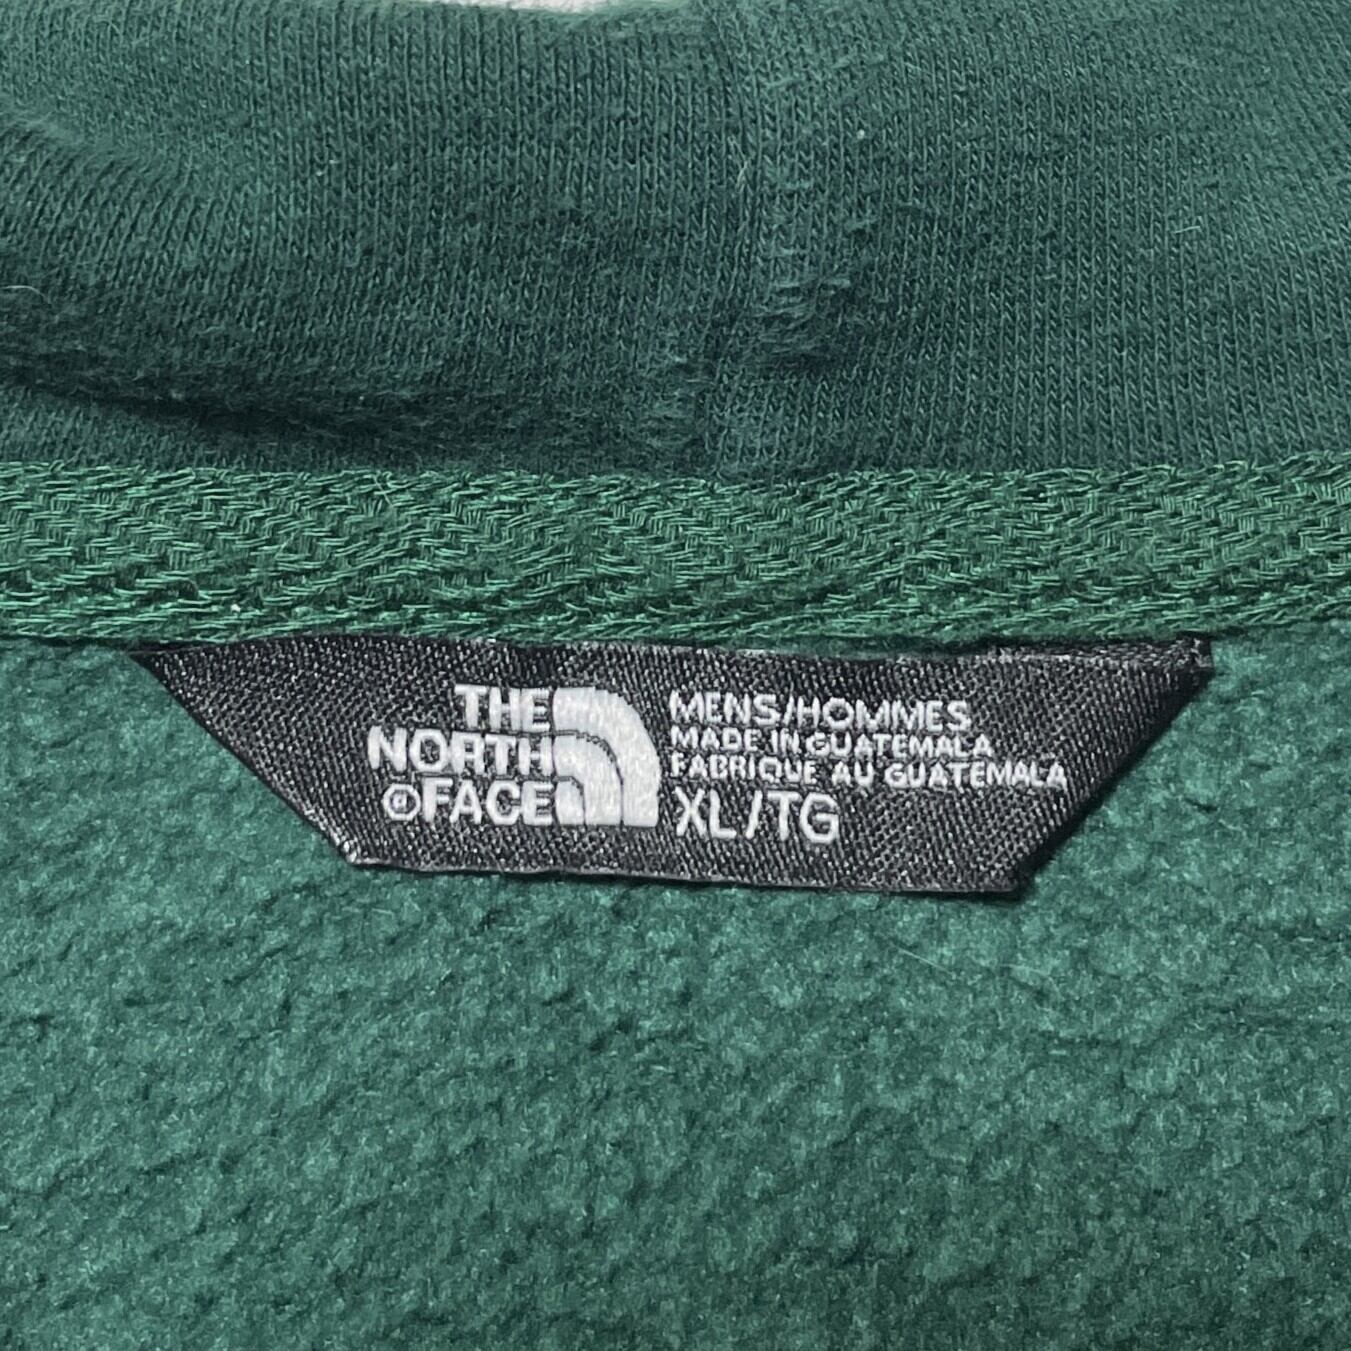 THE
NORTH
®FACE
MENS/HOMMES
MADE IN GUATEMALA
FABRIQUE AU GUATEMALA
XL/TG